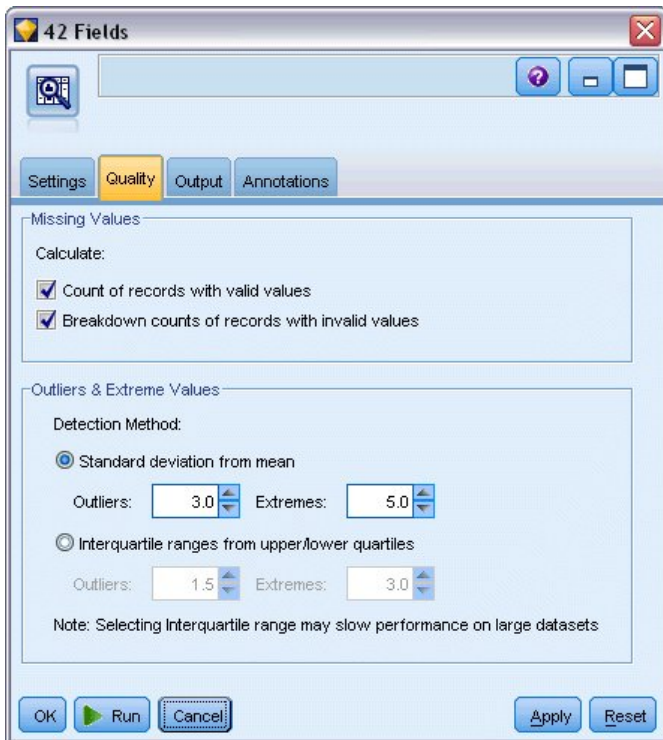 42 Fields
Settings Quality Output Annotations
Missing Values
Calculate:
Count of records with valid values
Breakdown counts of records with invalid values
Outliers & Extreme Values
Detection Method:
Standard deviation from mean
Outliers: 3.0 Extremes: 5.0
Interquartile ranges from upper/lower quartiles
Outliers: 1.5 Extremes: 3.0
Note: Selecting Interquartile range may slow performance on large datasets
OK Run Cancel Apply Reset